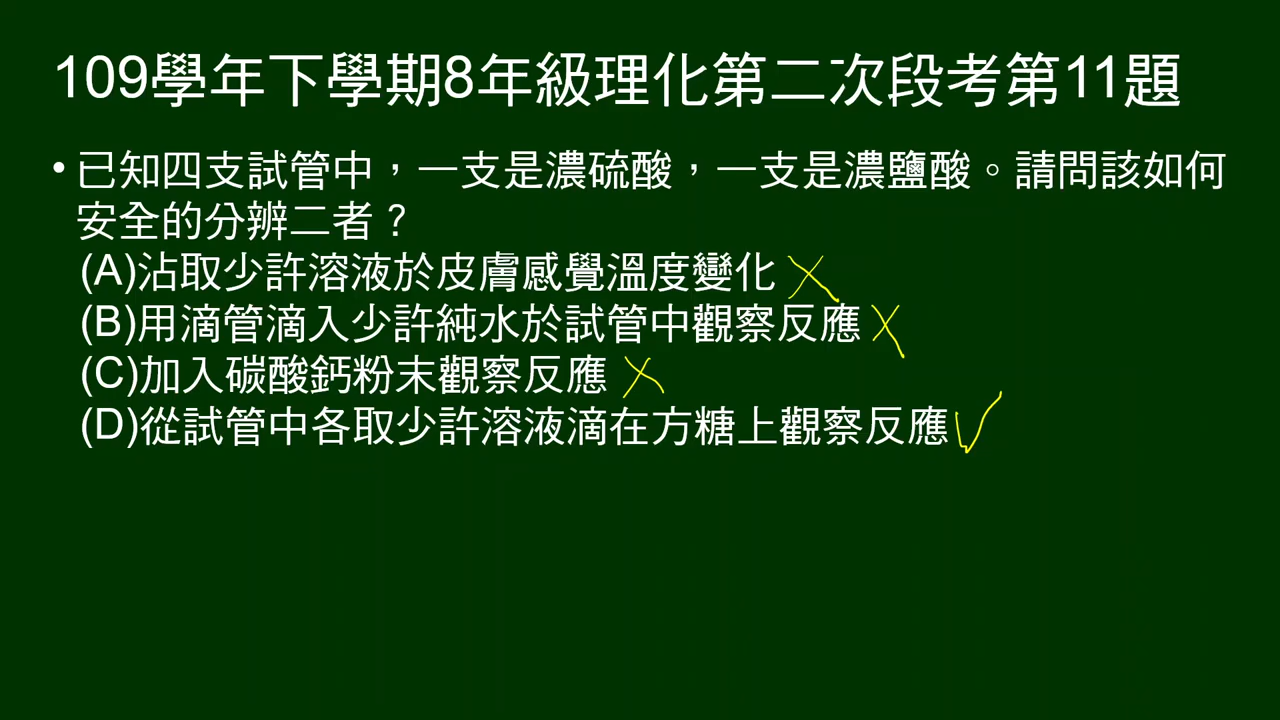 109學年下學期8年級理化第二次段考第11題
•已知四支試管中，一支是濃硫酸，一支是濃鹽酸。請問該如何
安全的分辨二者？
(A)沾取少許溶液於皮膚感覺溫度變化
(B)用滴管滴入少許純水於試管中觀察反應
(C)加入碳酸鈣粉末觀察反應
(D)從試管中各取少許溶液滴在方糖上觀察反應